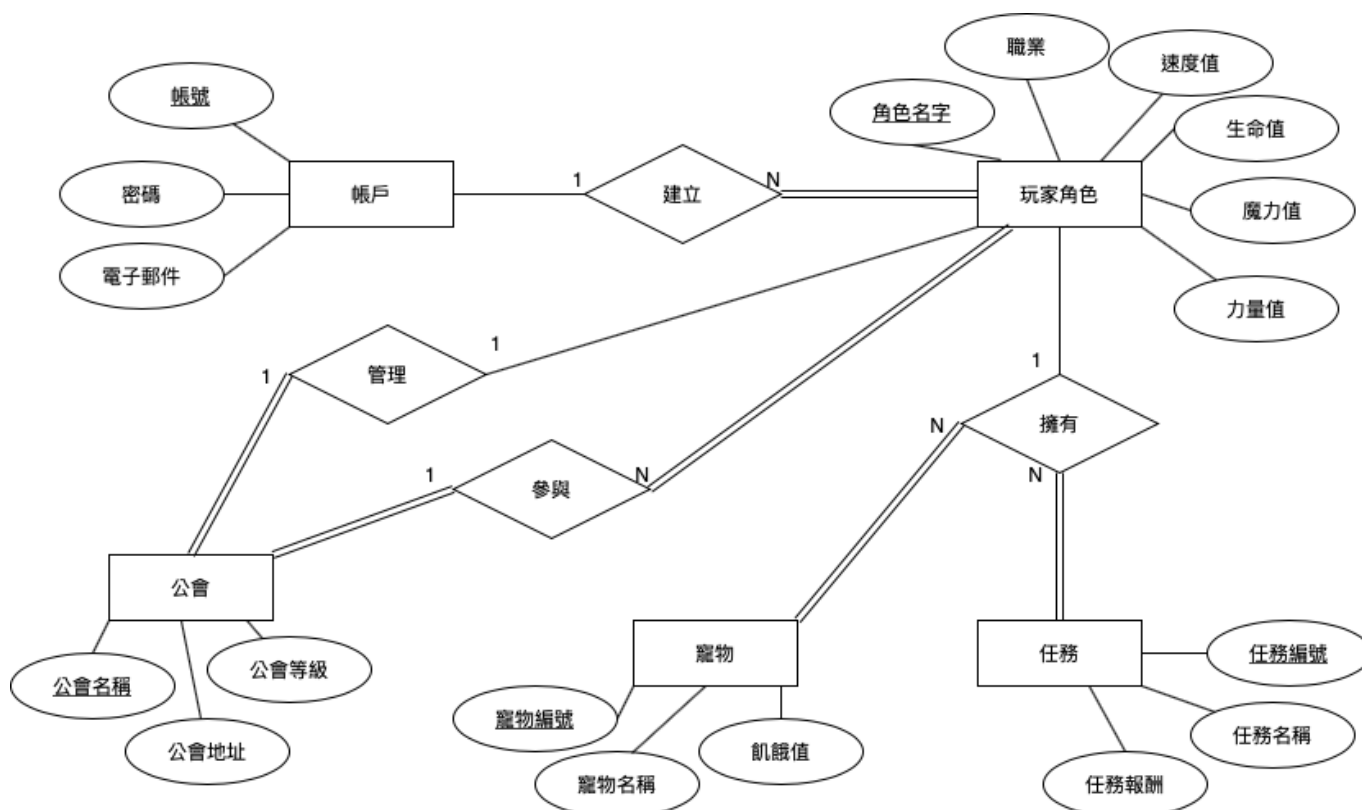 職業
速度值
帳號
角色名字
生命值
密碼
帳戶
1
建立
N
玩家角色
魔力值
電子郵件
力量值
1
1
管理
1
1
參與
N
N
擁有
N
公會
公會名稱
公會等級
公會地址
寵物
任務
任務編號
寵物編號
寵物名稱
飢餓值
任務名稱
任務報酬